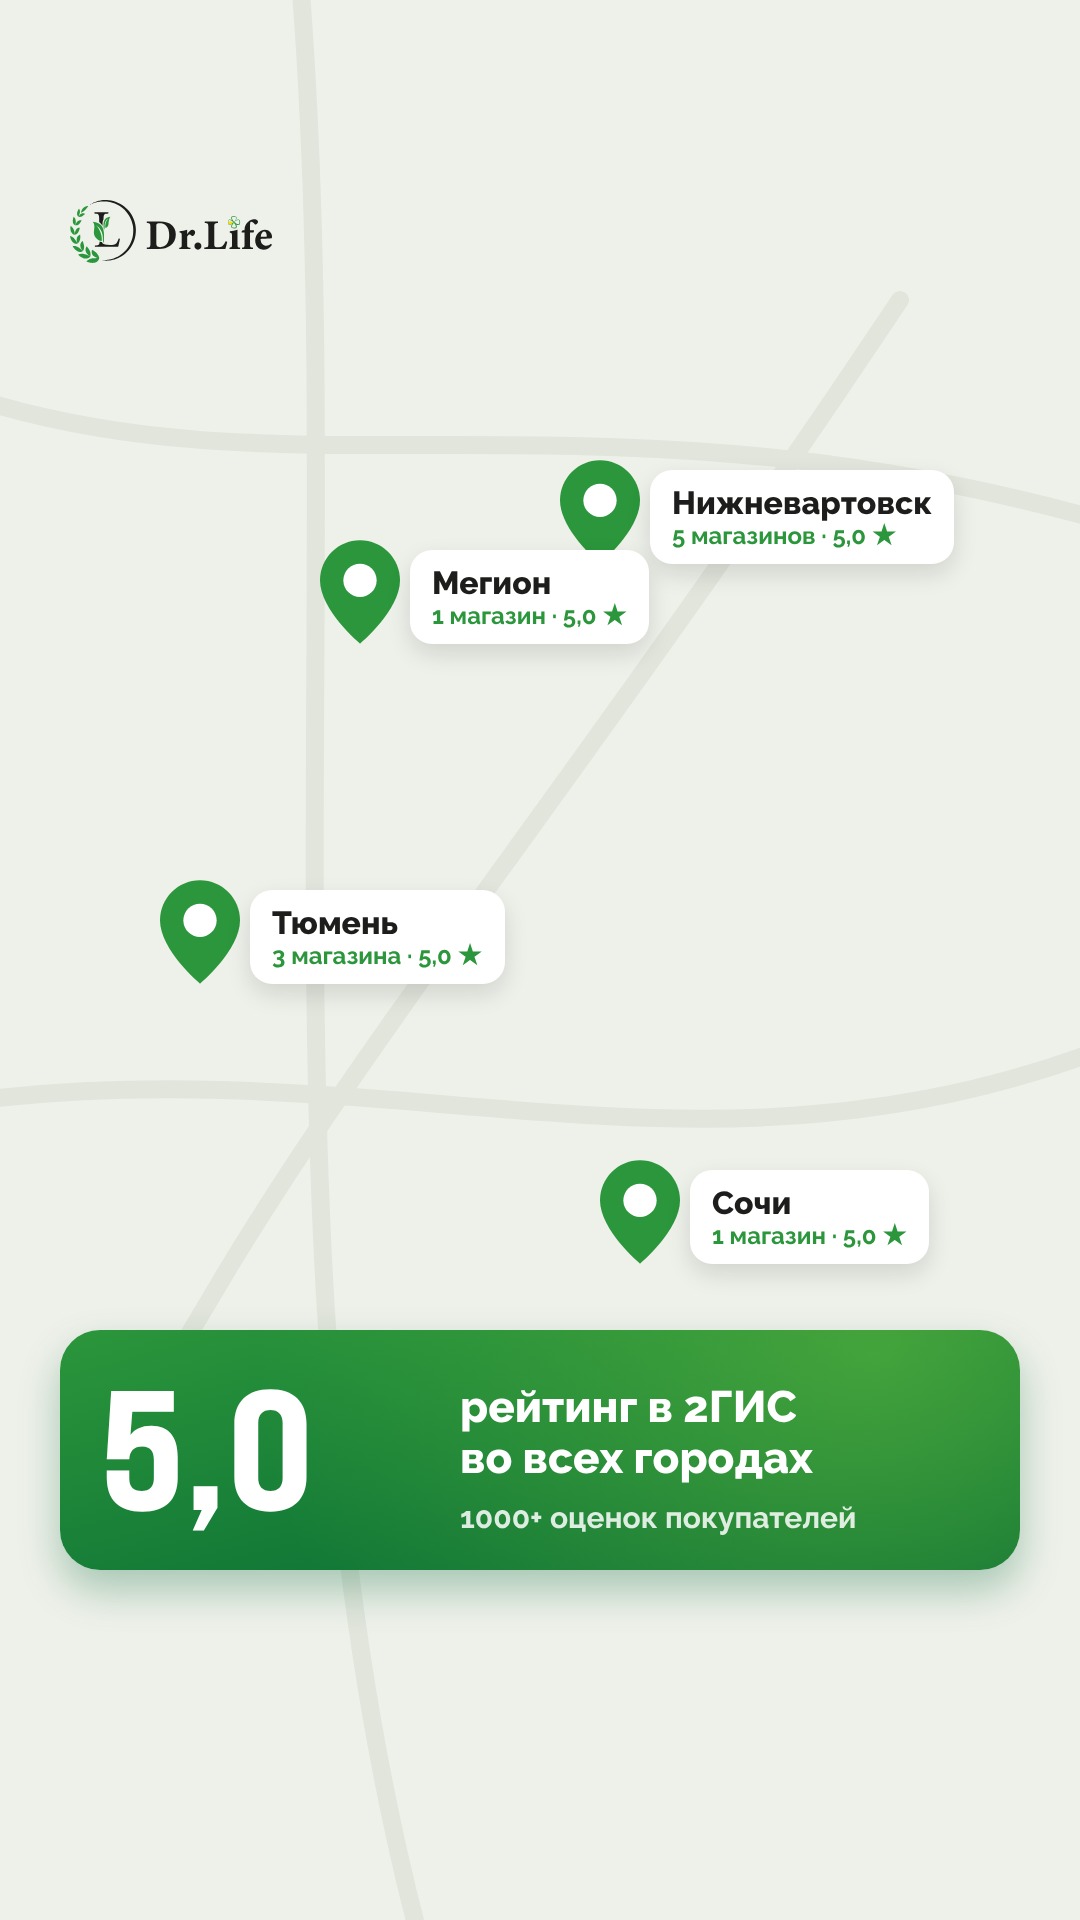 Dr.Life
Нижневартовск
5 магазинов · 5,0 ★
Мегион
1 магазин · 5,0 ★
Тюмень
3 магазина · 5,0 ★
Сочи
1 магазин · 5,0 ★
5,0
рейтинг в 2ГИС
во всех городах
1000+ оценок покупателей